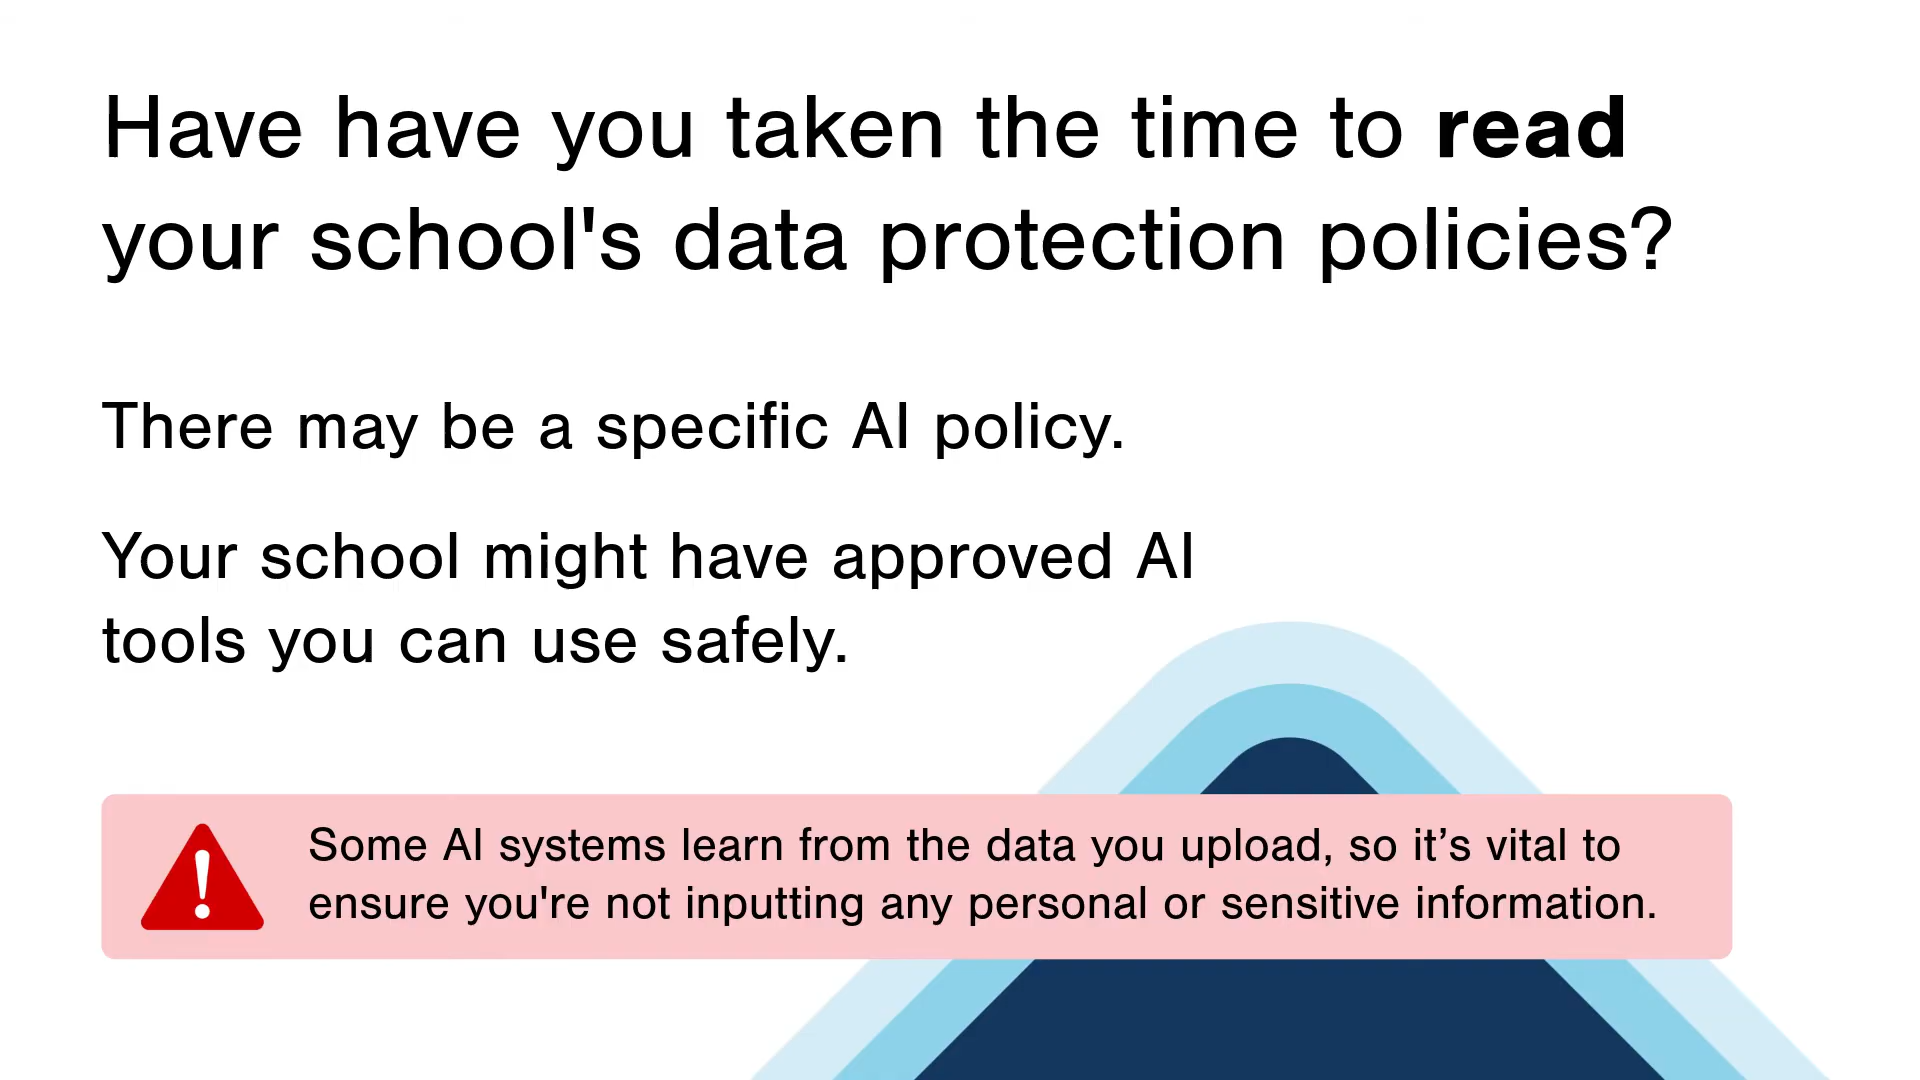 Have have you taken the time to read
your school's data protection policies?
There may be a specific AI policy.
Your school might have approved AI
tools you can use safely.
Some AI systems learn from the data you upload, so it’s vital to
ensure you're not inputting any personal or sensitive information.